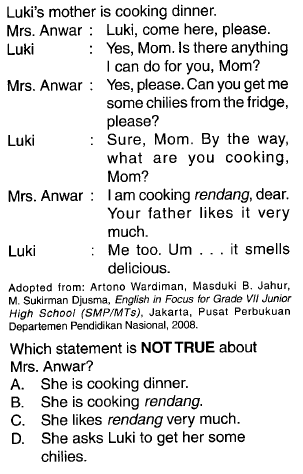 Luki's mother is cooking dinner.
Mrs. Anwar : Luki, come here, please.
Luki : Yes, Mom. Is there anything
I can do for you, Mom?
Mrs. Anwar : Yes, please. Can you get me
some chilies from the fridge,
please?
Luki : Sure, Mom. By the way,
what are you cooking,
Mom?
Mrs. Anwar : I am cooking rendang, dear.
Your father likes it very
much.
Luki : Me too. Um . . . it smells
delicious.
Adopted from: Artono Wardiman, Masduki B. Jahur,
M. Sukirman Djusma, English in Focus for Grade VII Junior
High School (SMP/MTs), Jakarta, Pusat Perbukuan
Departemen Pendidikan Nasional, 2008.
Which statement is NOT TRUE about
Mrs. Anwar?
A. She is cooking dinner.
B. She is cooking rendang.
C. She likes rendang very much.
D. She asks Luki to get her some
chilies.